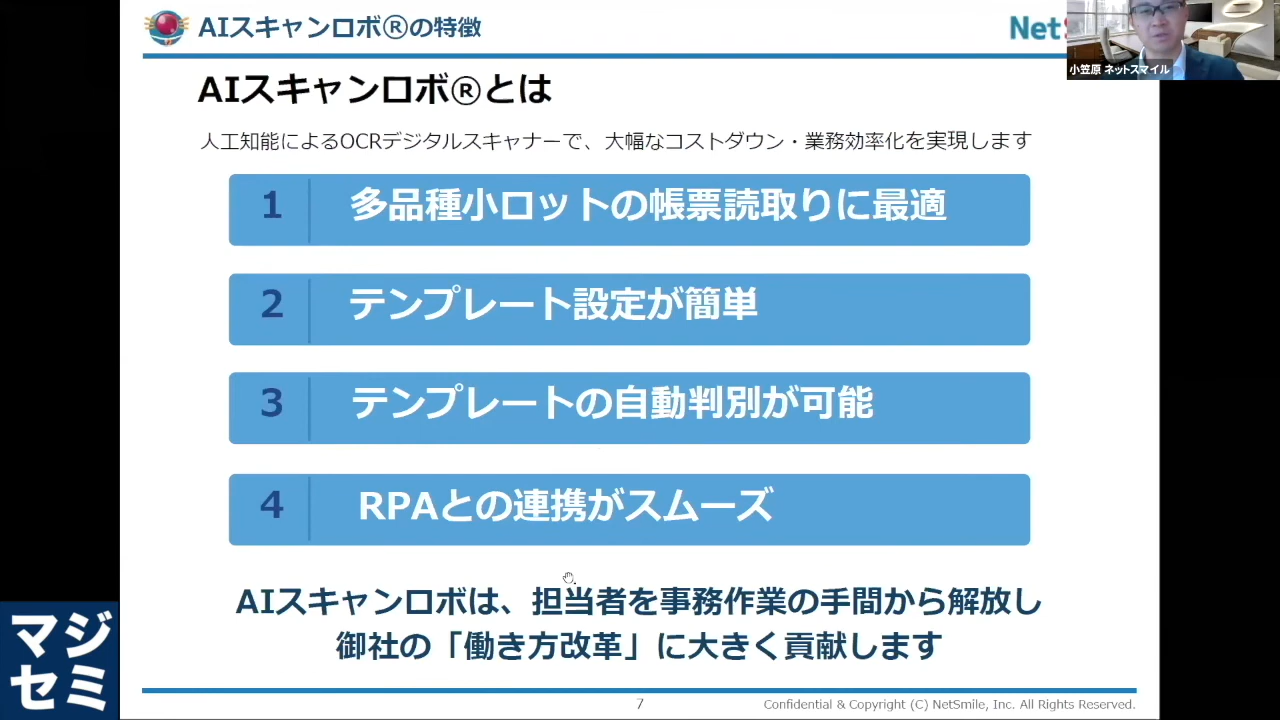 AIスキャンロボ®の特徴
Net
小笠原 ネットスマイル
AIスキャンロボ®とは
人工知能によるOCRデジタルスキャナーで、大幅なコストダウン・業務効率化を実現します
1 多品種小ロットの帳票読取りに最適
2 テンプレート設定が簡単
3 テンプレートの自動判別が可能
4 RPAとの連携がスムーズ
AIスキャンロボは、担当者を事務作業の手間から解放し
御社の「働き方改革」に大きく貢献します
マジ
セミ
7
Confidential & Copyright (C) NetSmile, Inc. All Rights Reserved.